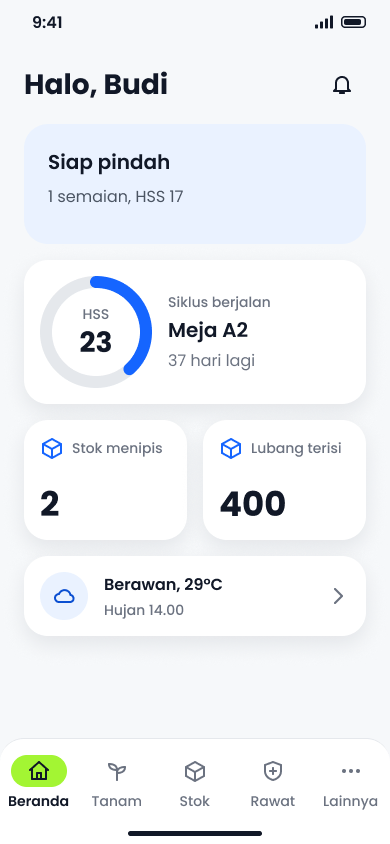 9:41
Halo, Budi
Siap pindah
1 semaian, HSS 17
HSS
23
Siklus berjalan
Meja A2
37 hari lagi
Stok menipis
2
Lubang terisi
400
Berawan, 29°C
Hujan 14.00
Beranda
Tanam
Stok
Rawat
Lainnya